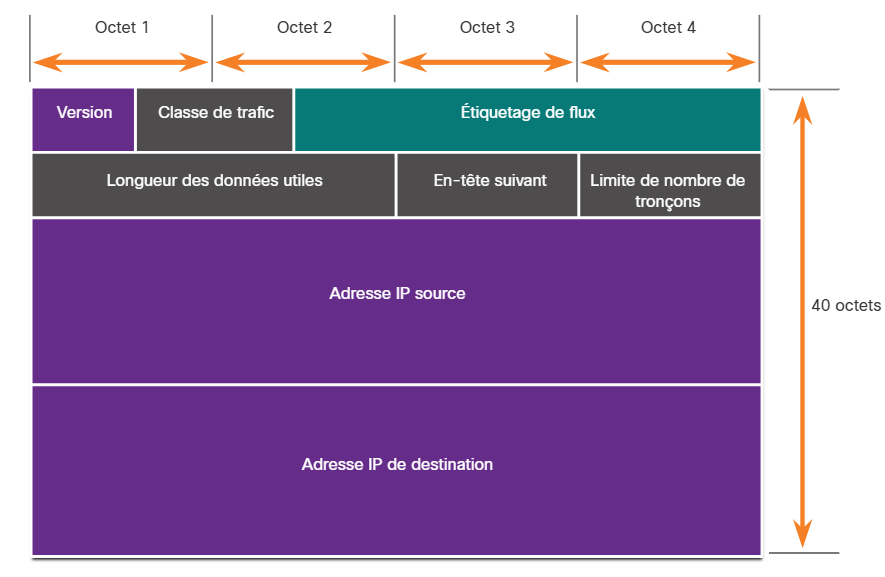 Octet 1
Octet 2
Octet 3
Octet 4
Version
Classe de trafic
Étiquetage de flux
Longueur des données utiles
En-tête suivant
Limite de nombre de
tronçons
Adresse IP source
40 octets
Adresse IP de destination